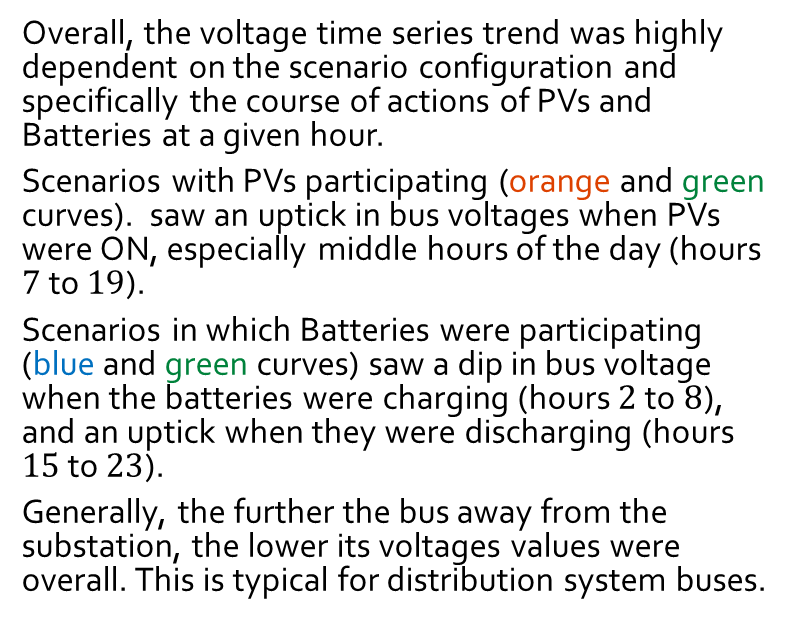 Overall, the voltage time series trend was highly
dependent on the scenario configuration and
specifically the course of actions of PVs and
Batteries at a given hour.
Scenarios with PVs participating (orange and green
curves).  saw an uptick in bus voltages when PVs
were ON, especially middle hours of the day (hours
7 to 19).
Scenarios in which Batteries were participating
(blue and green curves) saw a dip in bus voltage
when the batteries were charging (hours 2 to 8),
and an uptick when they were discharging (hours
15 to 23).
Generally, the further the bus away from the
substation, the lower its voltages values were
overall. This is typical for distribution system buses.